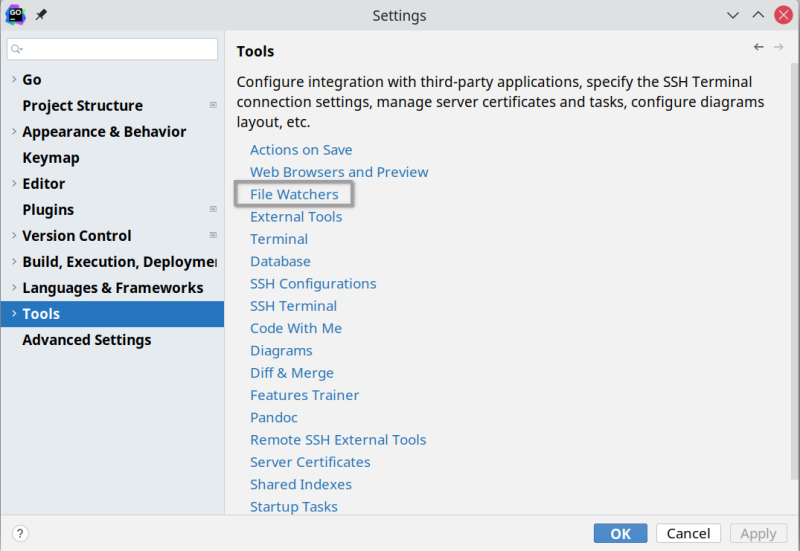 GO
Settings
Go
Project Structure
Appearance & Behavior
Keymap
Editor
Plugins
Version Control
Build, Execution, Deployme
Languages & Frameworks
Tools
Advanced Settings
Tools
Configure integration with third-party applications, specify the SSH Terminal
connection settings, manage server certificates and tasks, configure diagrams
layout, etc.
Actions on Save
Web Browsers and Preview
File Watchers
External Tools
Terminal
Database
SSH Configurations
SSH Terminal
Code With Me
Diagrams
Diff & Merge
Features Trainer
Pandoc
Remote SSH External Tools
Server Certificates
Shared Indexes
Startup Tasks
?
OK
Cancel
Apply